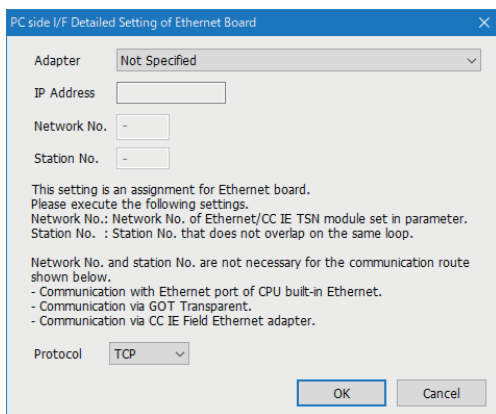 PC side I/F Detailed Setting of Ethernet Board
Adapter Not Specified
IP Address
Network No. -
Station No. -
This setting is an assignment for Ethernet board.
Please execute the following settings.
Network No.: Network No. of Ethernet/CC IE TSN module set in parameter.
Station No. : Station No. that does not overlap on the same loop.
Network No. and station No. are not necessary for the communication route
shown below.
- Communication with Ethernet port of CPU built-in Ethernet.
- Communication via GOT Transparent.
- Communication via CC IE Field Ethernet adapter.
Protocol TCP
OK Cancel